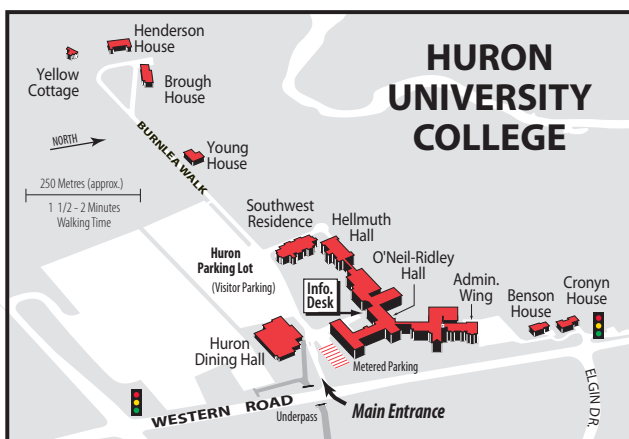 HURON
UNIVERSITY
COLLEGE
Henderson
House
Yellow
Cottage
Brough
House
NORTH
BURNLEA WALK
Young
House
250 Metres (approx.)
1 1/2 - 2 Minutes
Walking Time
Southwest
Residence
Hellmuth
Hall
Huron
Parking Lot
(Visitor Parking)
O'Neil-Ridley
Hall
Info.
Desk
Admin.
Wing
Benson
House
Cronyn
House
Huron
Dining Hall
Metered Parking
ELGIN DR.
WESTERN ROAD
Underpass
Main Entrance